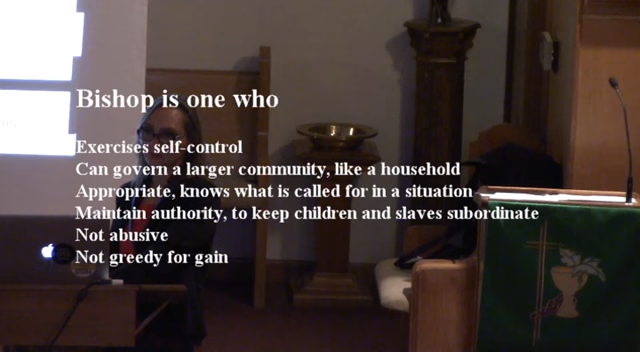 Bishop is one who
Exercises self-control
Can govern a larger community, like a household
Appropriate, knows what is called for in a situation
Maintain authority, to keep children and slaves subordinate
Not abusive
Not greedy for gain